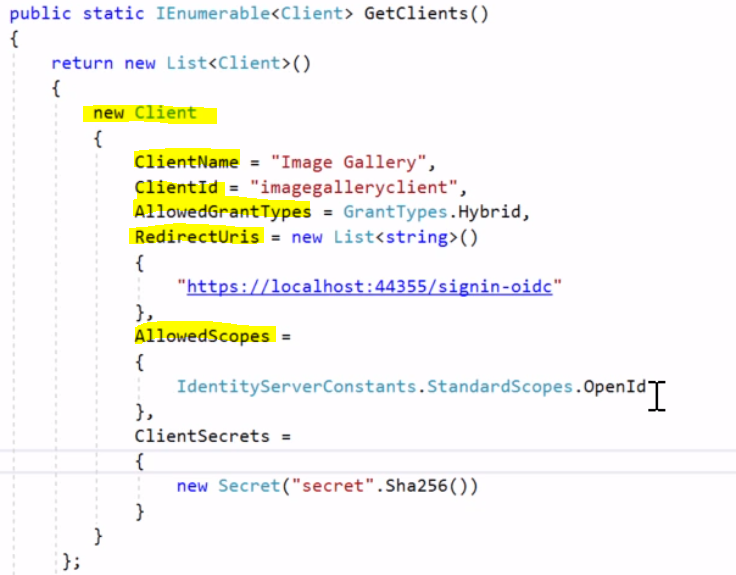 public static IEnumerable<Client> GetClients()
{
return new List<Client>()
{
new Client
{
ClientName = "Image Gallery",
ClientId = "imagegalleryclient",
AllowedGrantTypes = GrantTypes.Hybrid,
RedirectUris = new List<string>()
{
"https://localhost:44355/signin-oidc"
},
AllowedScopes =
{
IdentityServerConstants.StandardScopes.OpenId
},
ClientSecrets =
{
new Secret("secret".Sha256())
}
}
};